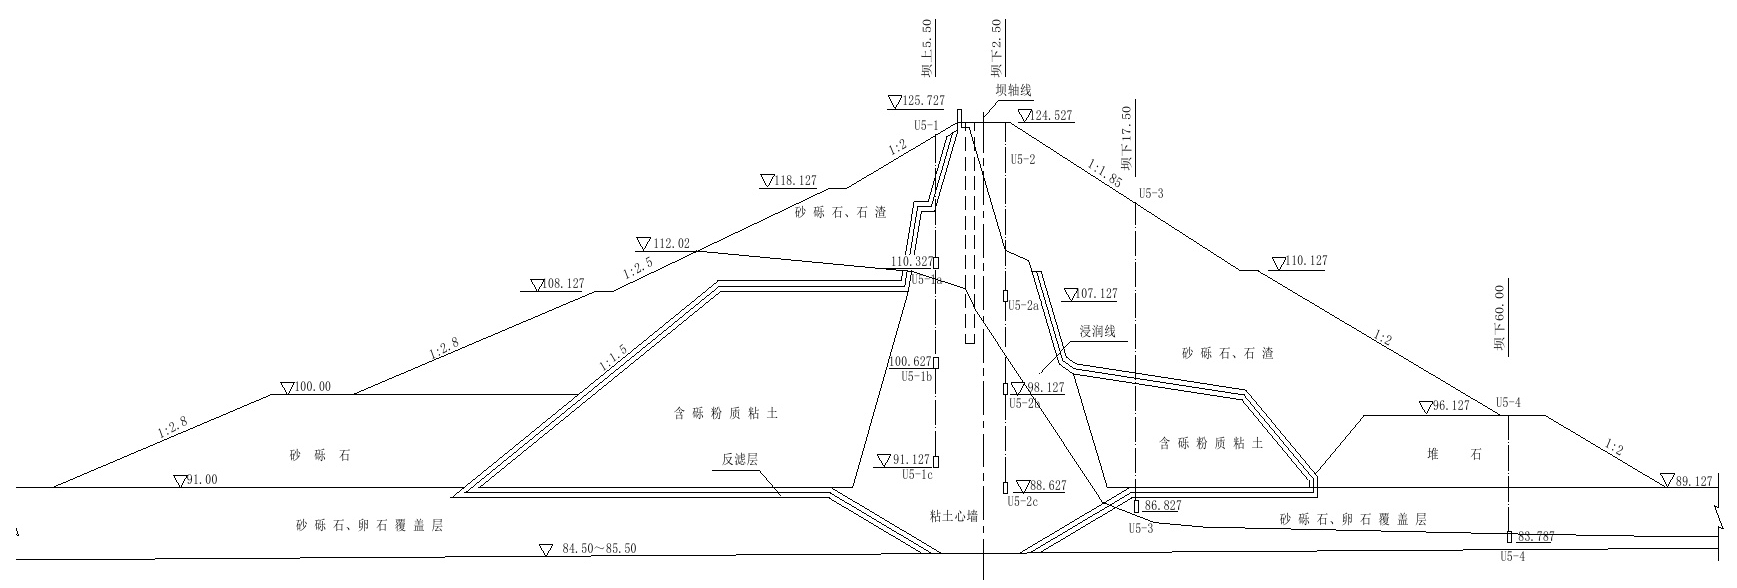 坝上5.50
坝下2.50
坝轴线
125.727
124.527
U5-1
坝下17.50
1:2
U5-2
1:1.85
118.127
U5-3
砂砾石、石渣
112.02
110.327
110.127
1:2.5
U5-1a
108.127
107.127
坝下60.00
U5-2a
浸润线
1:2.8
1:1.5
100.627
砂砾石、石渣
1:2
U5-1b
100.00
98.127
U5-2b
96.127
U5-4
1:2.8
含砾粉质粘土
含砾粉质粘土
1:2
砂砾石
反滤层
91.127
堆石
91.00
U5-1c
88.627
89.127
U5-2c
86.827
粘土心墙
砂砾石、卵石覆盖层
U5-3
砂砾石、卵石覆盖层
83.787
84.50～85.50
U5-4